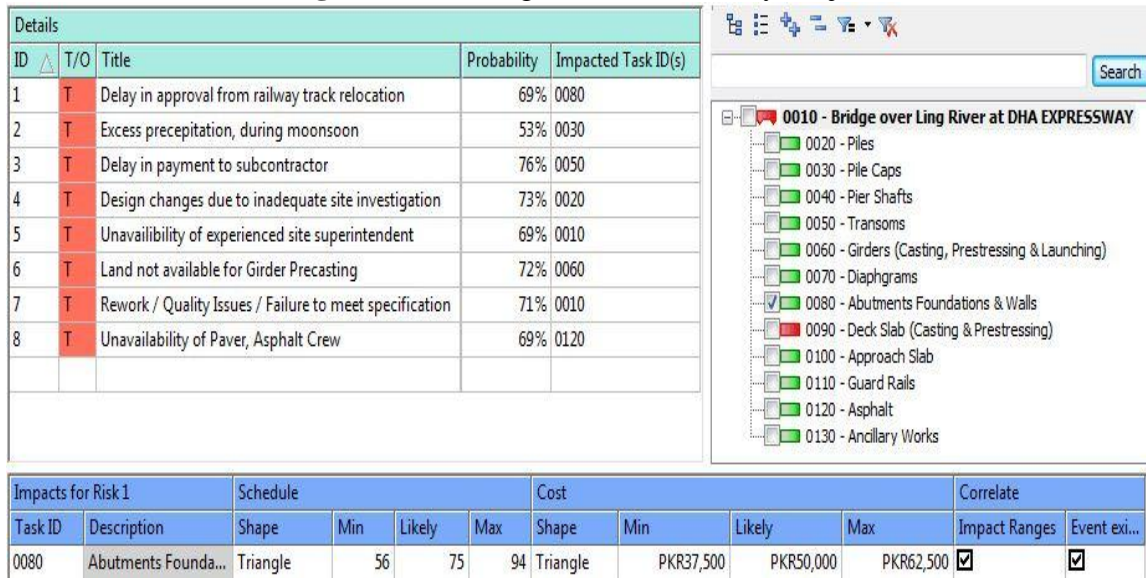 Details
ID T/O Title Probability Impacted Task ID(s)
1 T Delay in approval from railway track relocation 69% 0080
2 T Excess precepitation, during moonsoon 53% 0030
3 T Delay in payment to subcontractor 76% 0050
4 T Design changes due to inadequate site investigation 73% 0020
5 T Unavailibility of experienced site superintendent 69% 0010
6 T Land not available for Girder Precasting 72% 0060
7 T Rework / Quality Issues / Failure to meet specification 71% 0010
8 T Unavailability of Paver, Asphalt Crew 69% 0120
Search
0010 - Bridge over Ling River at DHA EXPRESSWAY
0020 - Piles
0030 - Pile Caps
0040 - Pier Shafts
0050 - Transoms
0060 - Girders (Casting, Prestressing & Launching)
0070 - Diaphgrams
0080 - Abutments Foundations & Walls
0090 - Deck Slab (Casting & Prestressing)
0100 - Approach Slab
0110 - Guard Rails
0120 - Asphalt
0130 - Ancillary Works
Impacts for Risk 1 Schedule Cost Correlate
Task ID Description Shape Min Likely Max Shape Min Likely Max Impact Ranges Event exi...
0080 Abutments Founda... Triangle 56 75 94 Triangle PKR37,500 PKR50,000 PKR62,500